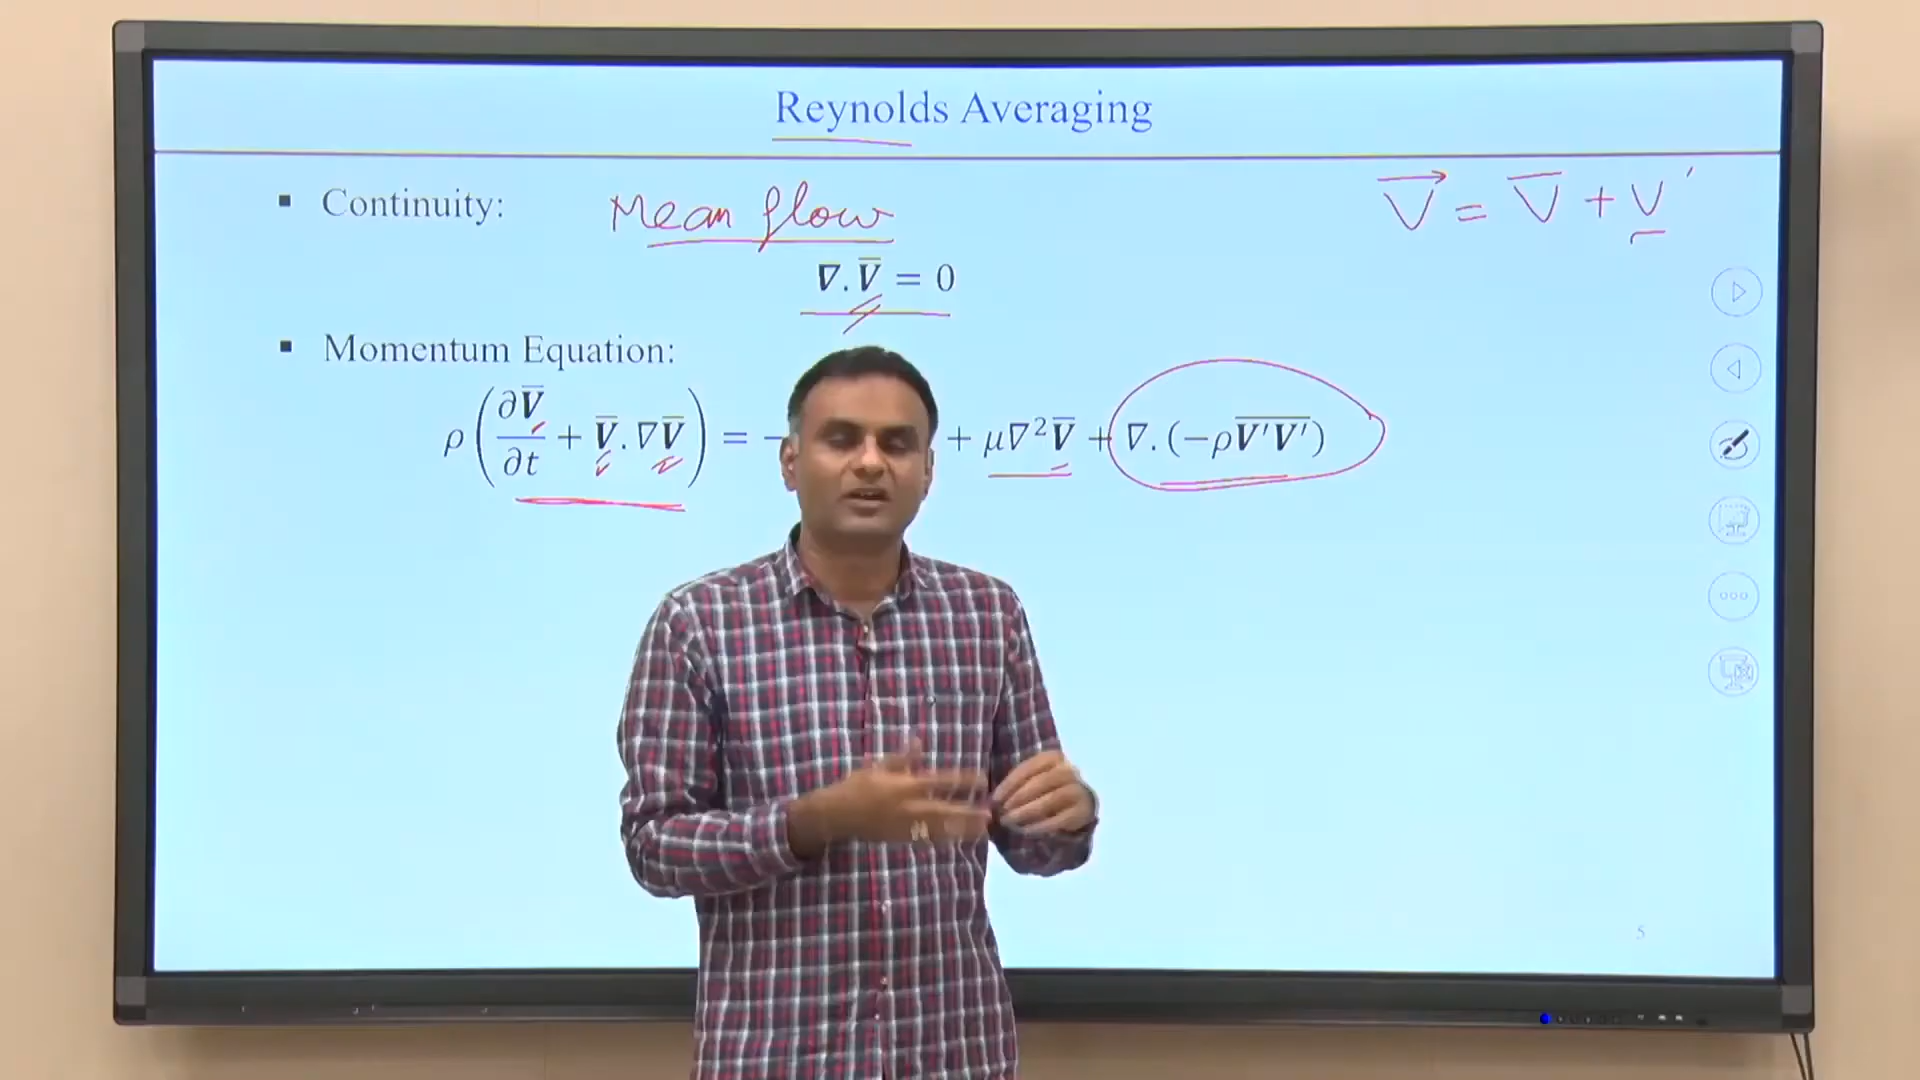 Reynolds Averaging
▪ Continuity: Mean flow
V⃗ = V̅ + V′
∇. V̅ = 0
▪ Momentum Equation:
ρ(∂V̅/∂t + V̅. ∇V̅) = − + μ∇²V̅ + ∇. (−ρV̅′V̅′)
5